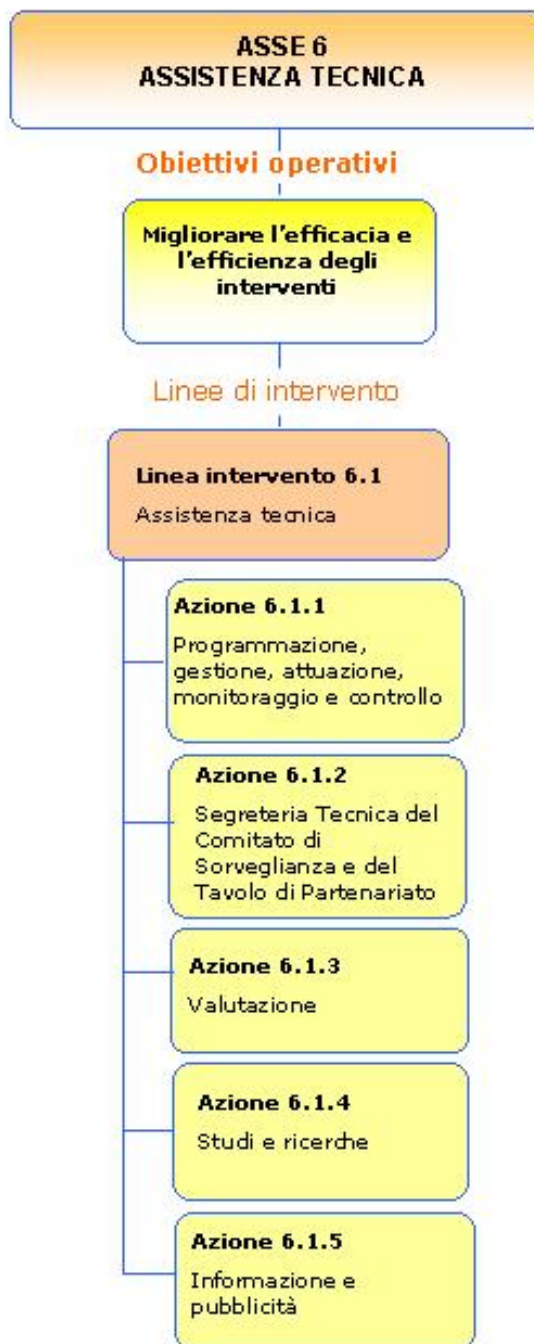 ASSE 6
ASSISTENZA TECNICA
Obiettivi operativi
Migliorare l'efficacia e
l'efficienza degli
interventi
Linee di intervento
Linea intervento 6.1
Assistenza tecnica
Azione 6.1.1
Programmazione,
gestione, attuazione,
monitoraggio e controllo
Azione 6.1.2
Segreteria Tecnica del
Comitato di
Sorveglianza e del
Tavolo di Partenariato
Azione 6.1.3
Valutazione
Azione 6.1.4
Studi e ricerche
Azione 6.1.5
Informazione e
pubblicità